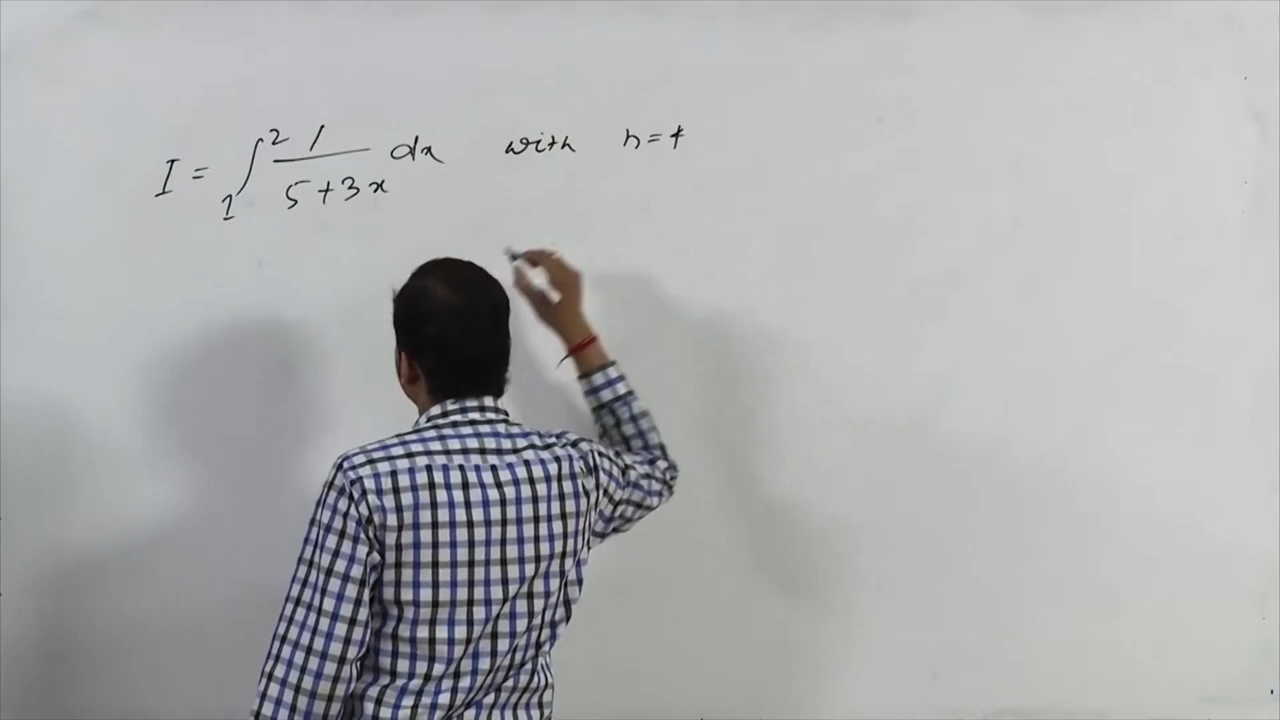 I = ∫₁² 1/(5+3x) dx with n=4